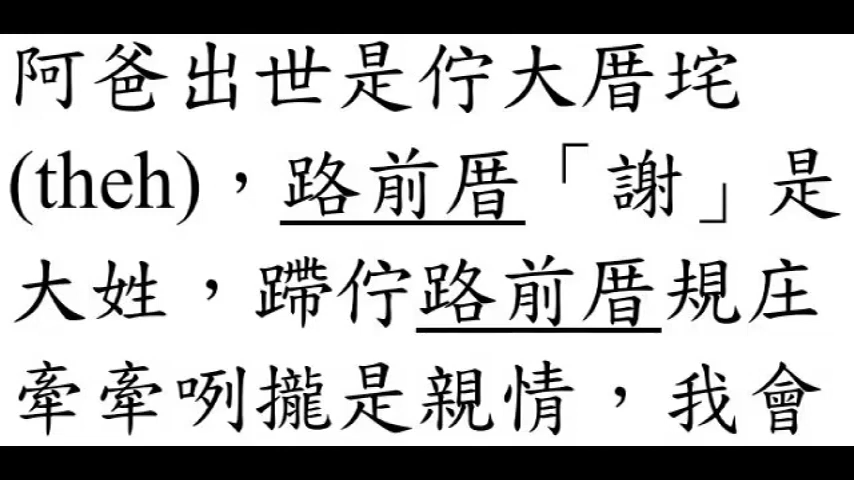 阿爸出世是佇大厝垞
(theh)，路前厝「謝」是
大姓，蹛佇路前厝規庄
牽牽咧攏是親情，我會